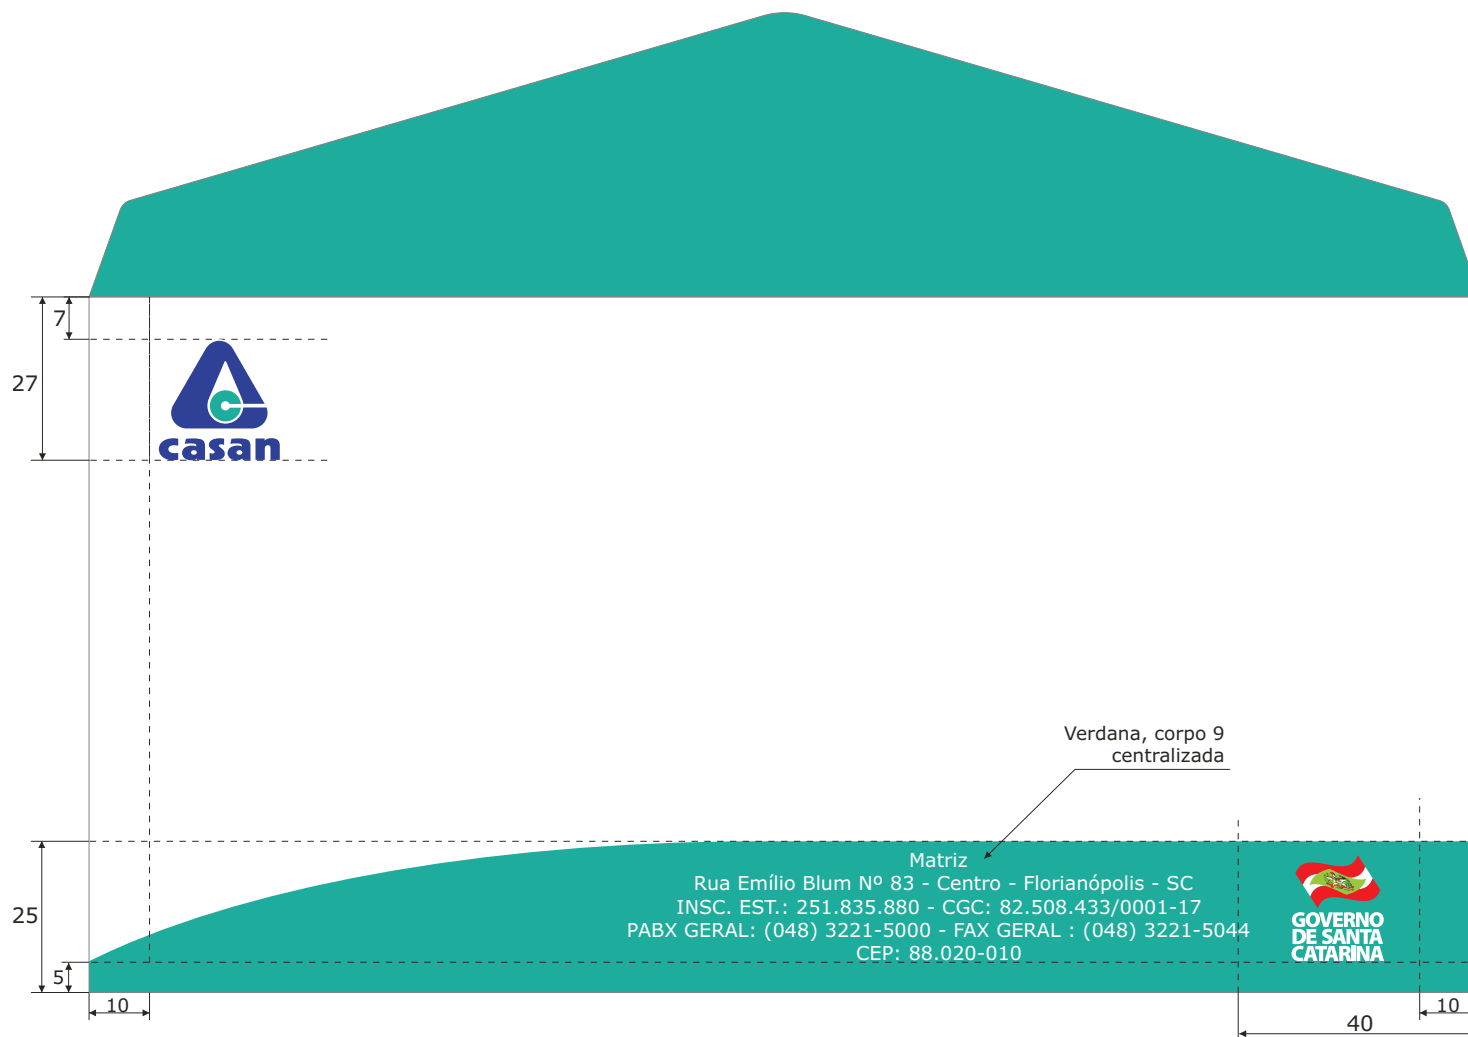 7
27
casan
Verdana, corpo 9
centralizada
Matriz
Rua Emílio Blum Nº 83 - Centro - Florianópolis - SC
INSC. EST.: 251.835.880 - CGC: 82.508.433/0001-17
PABX GERAL: (048) 3221-5000 - FAX GERAL : (048) 3221-5044
CEP: 88.020-010
GOVERNO
DE SANTA
CATARINA
25
5
10
10
40